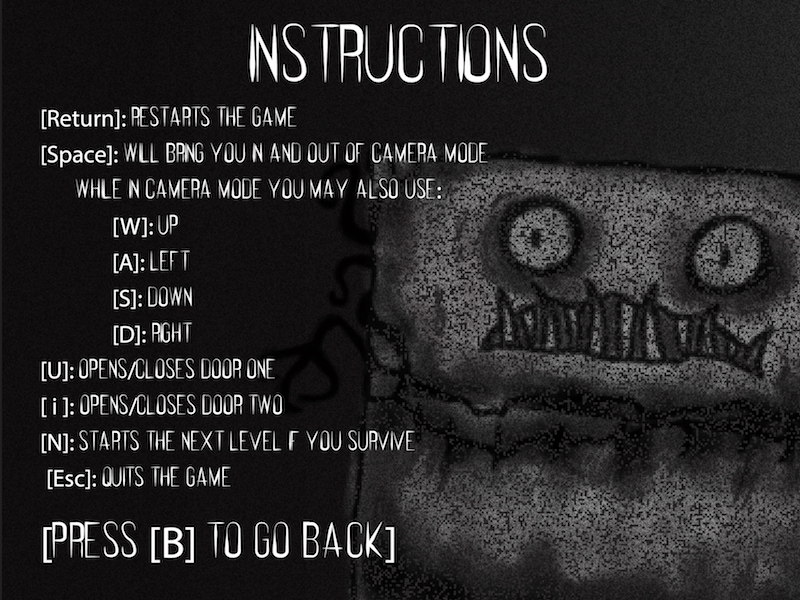 INSTRUCTIONS
[Return]: RESTARTS THE GAME
[Space]: WILL BRING YOU IN AND OUT OF CAMERA MODE
WHILE IN CAMERA MODE YOU MAY ALSO USE:
[W]: UP
[A]: LEFT
[S]: DOWN
[D]: RIGHT
[U]: OPENS/CLOSES DOOR ONE
[ i ]: OPENS/CLOSES DOOR TWO
[N]: STARTS THE NEXT LEVEL IF YOU SURVIVE
[Esc]: QUITS THE GAME
[PRESS [B] TO GO BACK]